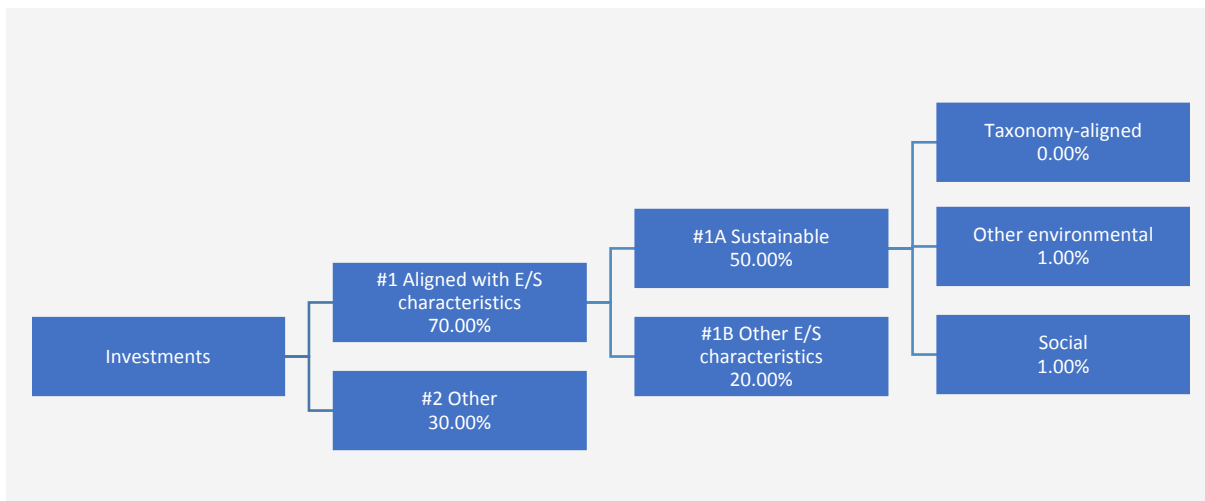 Investments
#1 Aligned with E/S
characteristics
70.00%
#2 Other
30.00%
#1A Sustainable
50.00%
#1B Other E/S
characteristics
20.00%
Taxonomy-aligned
0.00%
Other environmental
1.00%
Social
1.00%